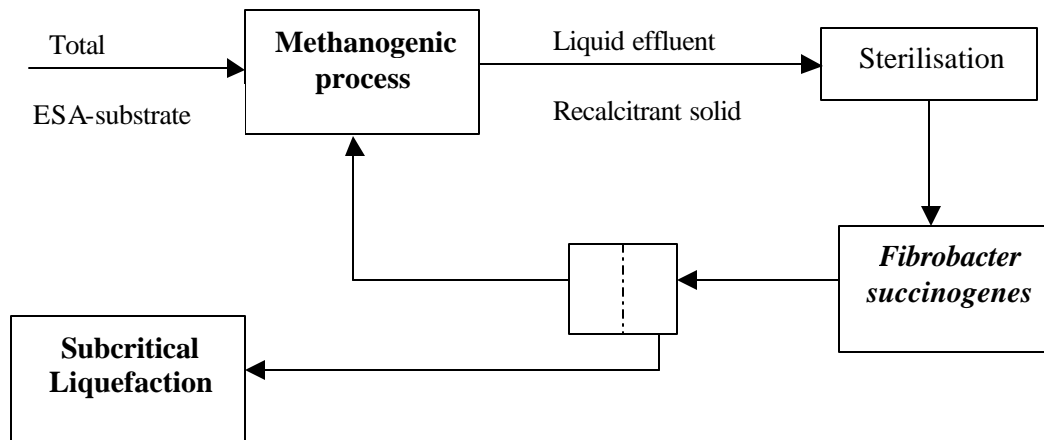 Total
ESA-substrate
Methanogenic
process
Liquid effluent
Recalcitrant solid
Sterilisation
Fibrobacter
succinogenes
Subcritical
Liquefaction